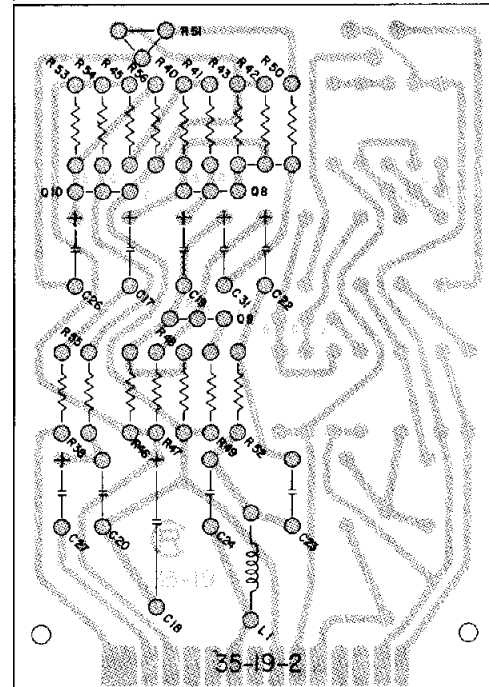 R51
R53 R54 R45 R56 R40 R41 R43 R42 R50
Q10 Q8
C26 C17 C19 C31 C22
Q9
R55 R48
R38 R46 R47 R49 R52
C27 C20 C24 C23
C18 L1
35-19-2